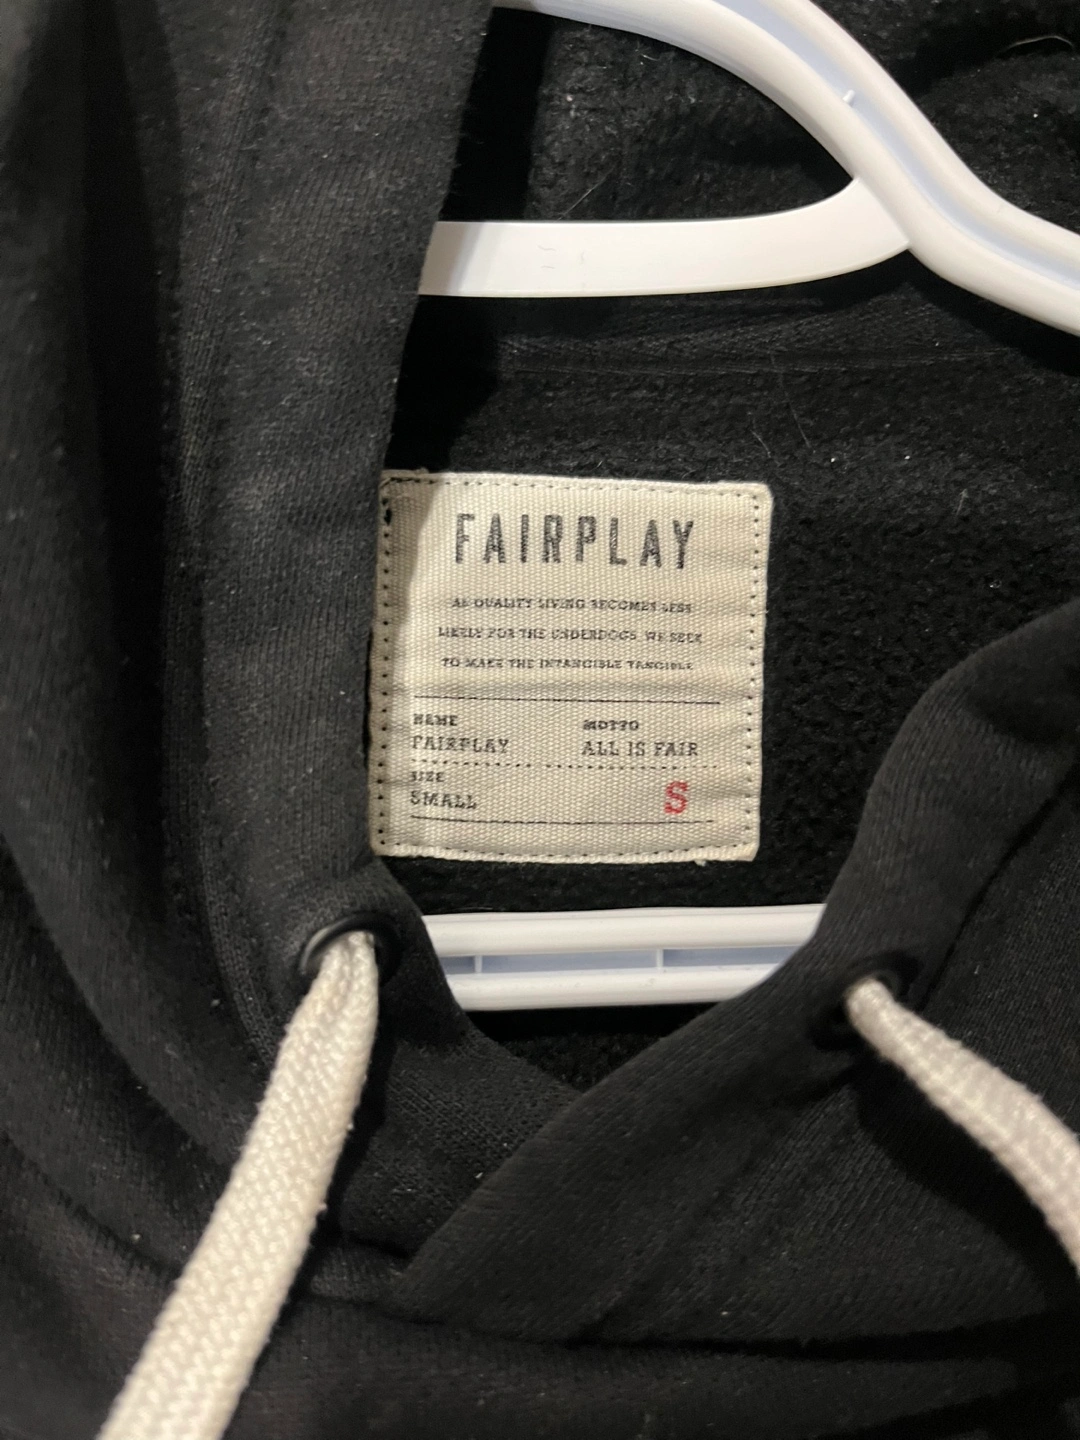 FAIRPLAY
AS QUALITY LIVING BECOMES LESS
LIKELY FOR THE UNDERDOGS, WE SEEK
TO MAKE THE INTANGIBLE TANGIBLE
NAME MOTTO
FAIRPLAY ALL IS FAIR
SIZE
SMALL S